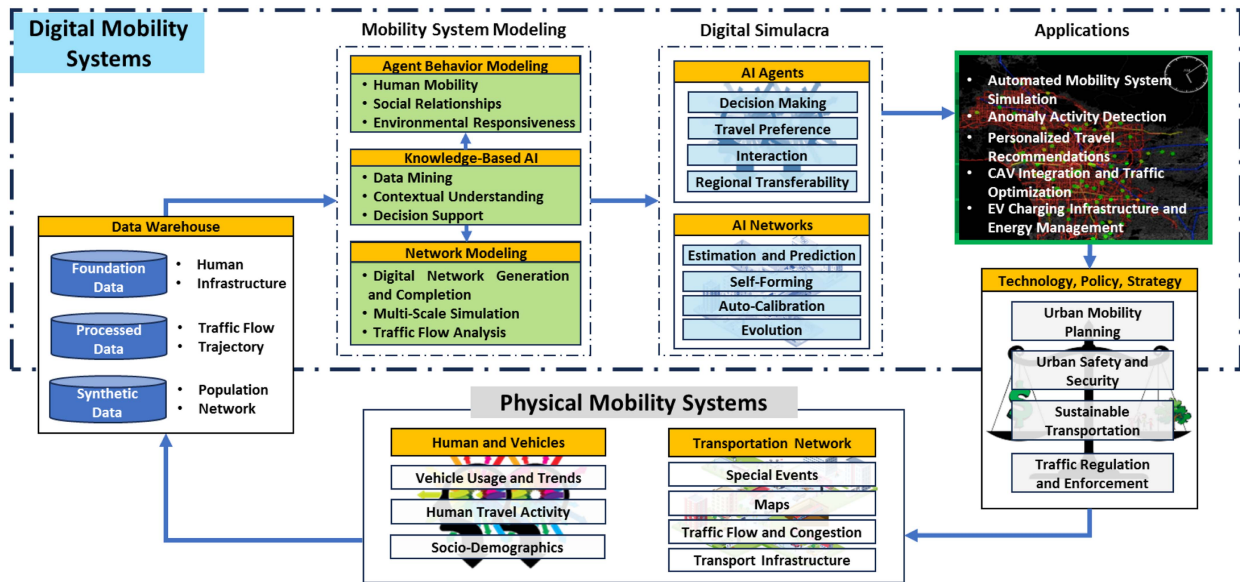 Digital Mobility
Systems
Mobility System Modeling
Agent Behavior Modeling
• Human Mobility
• Social Relationships
• Environmental Responsiveness
Knowledge-Based AI
• Data Mining
• Contextual Understanding
• Decision Support
Network Modeling
• Digital Network Generation
and Completion
• Multi-Scale Simulation
• Traffic Flow Analysis
Digital Simulacra
AI Agents
Decision Making
Travel Preference
Interaction
Regional Transferability
AI Networks
Estimation and Prediction
Self-Forming
Auto-Calibration
Evolution
Applications
• Automated Mobility System
Simulation
• Anomaly Activity Detection
• Personalized Travel
Recommendations
• CAV Integration and Traffic
Optimization
• EV Charging Infrastructure and
Energy Management
Data Warehouse
Foundation
Data
• Human
• Infrastructure
Processed
Data
• Traffic Flow
• Trajectory
Synthetic
Data
• Population
• Network
Technology, Policy, Strategy
Urban Mobility
Planning
Urban Safety and
Security
Sustainable
Transportation
Traffic Regulation
and Enforcement
Physical Mobility Systems
Human and Vehicles
Vehicle Usage and Trends
Human Travel Activity
Socio-Demographics
Transportation Network
Special Events
Maps
Traffic Flow and Congestion
Transport Infrastructure